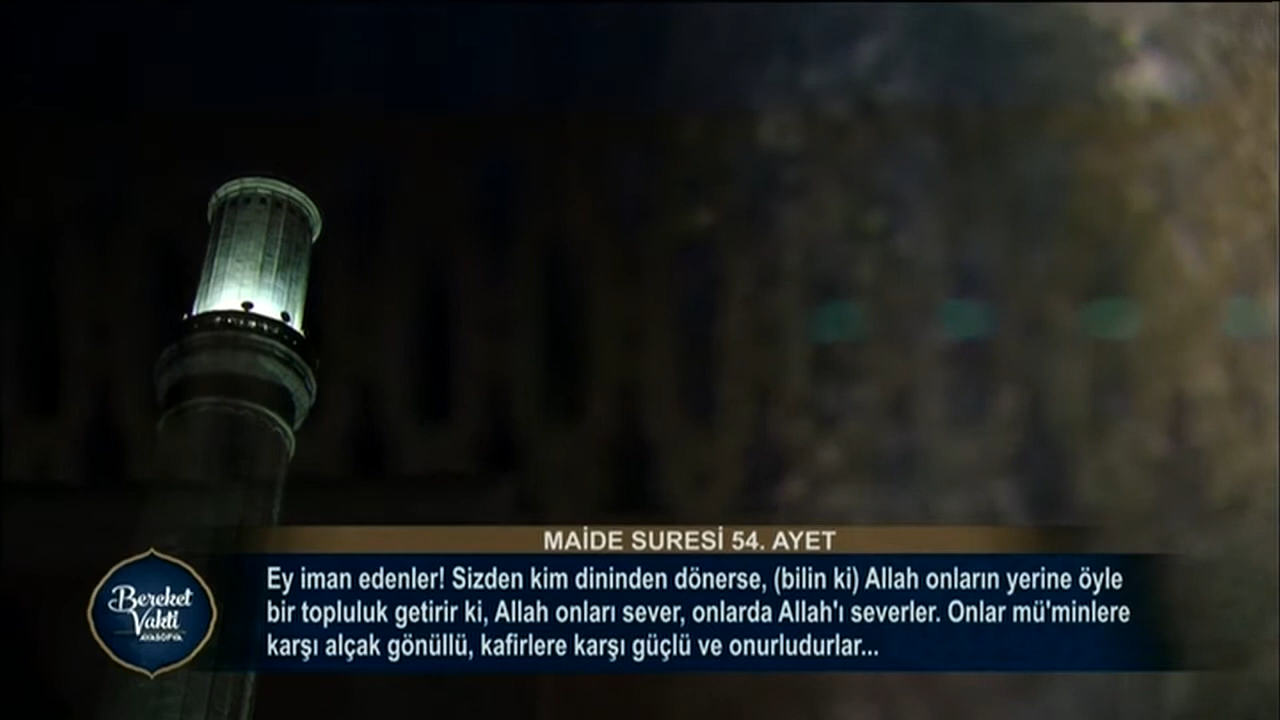 MAİDE SURESİ 54. AYET
Ey iman edenler! Sizden kim dininden dönerse, (bilin ki) Allah onların yerine öyle
bir topluluk getirir ki, Allah onları sever, onlarda Allah'ı severler. Onlar mü'minlere
karşı alçak gönüllü, kafirlere karşı güçlü ve onurludurlar...
Bereket
Vakti
AYASOFYA